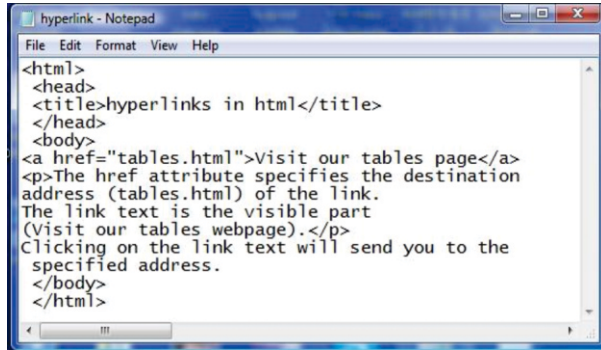 hyperlink - Notepad
File Edit Format View Help
<html>
<head>
<title>hyperlinks in html</title>
</head>
<body>
<a href="tables.html">Visit our tables page</a>
<p>The href attribute specifies the destination
address (tables.html) of the link.
The link text is the visible part
(Visit our tables webpage).</p>
Clicking on the link text will send you to the
specified address.
</body>
</html>